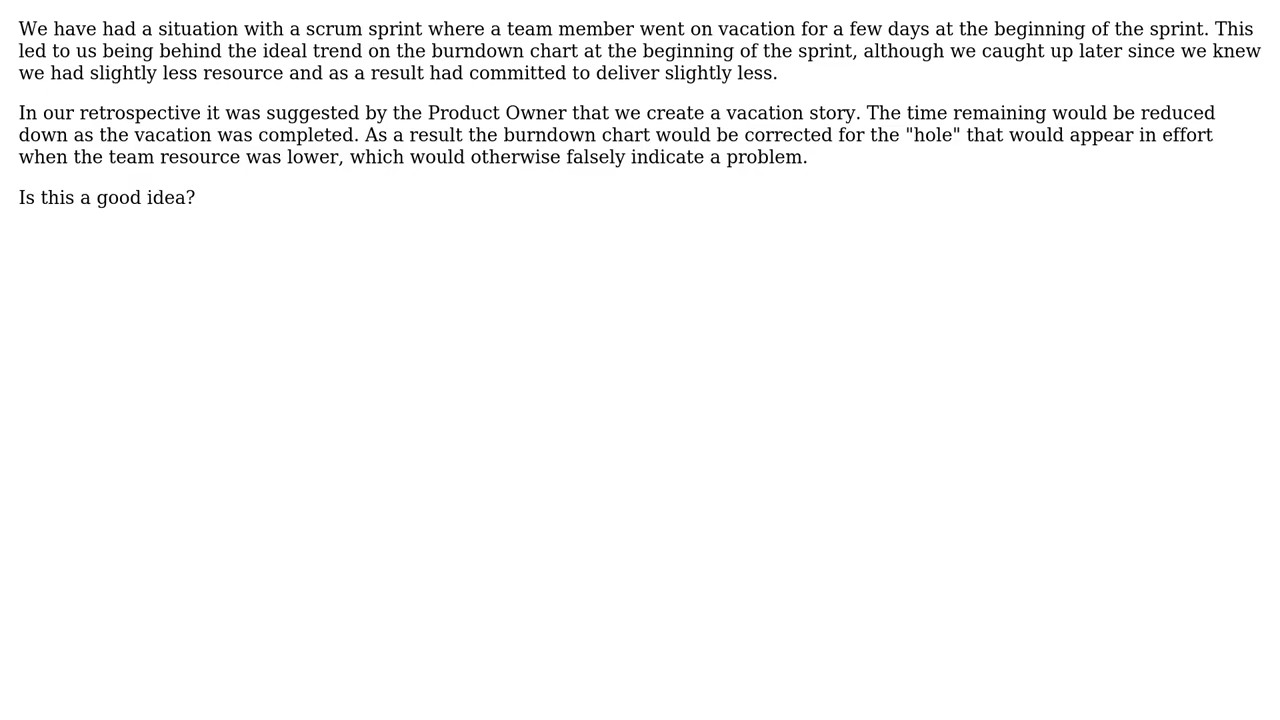 We have had a situation with a scrum sprint where a team member went on vacation for a few days at the beginning of the sprint. This
led to us being behind the ideal trend on the burndown chart at the beginning of the sprint, although we caught up later since we knew
we had slightly less resource and as a result had committed to deliver slightly less.
In our retrospective it was suggested by the Product Owner that we create a vacation story. The time remaining would be reduced
down as the vacation was completed. As a result the burndown chart would be corrected for the "hole" that would appear in effort
when the team resource was lower, which would otherwise falsely indicate a problem.
Is this a good idea?